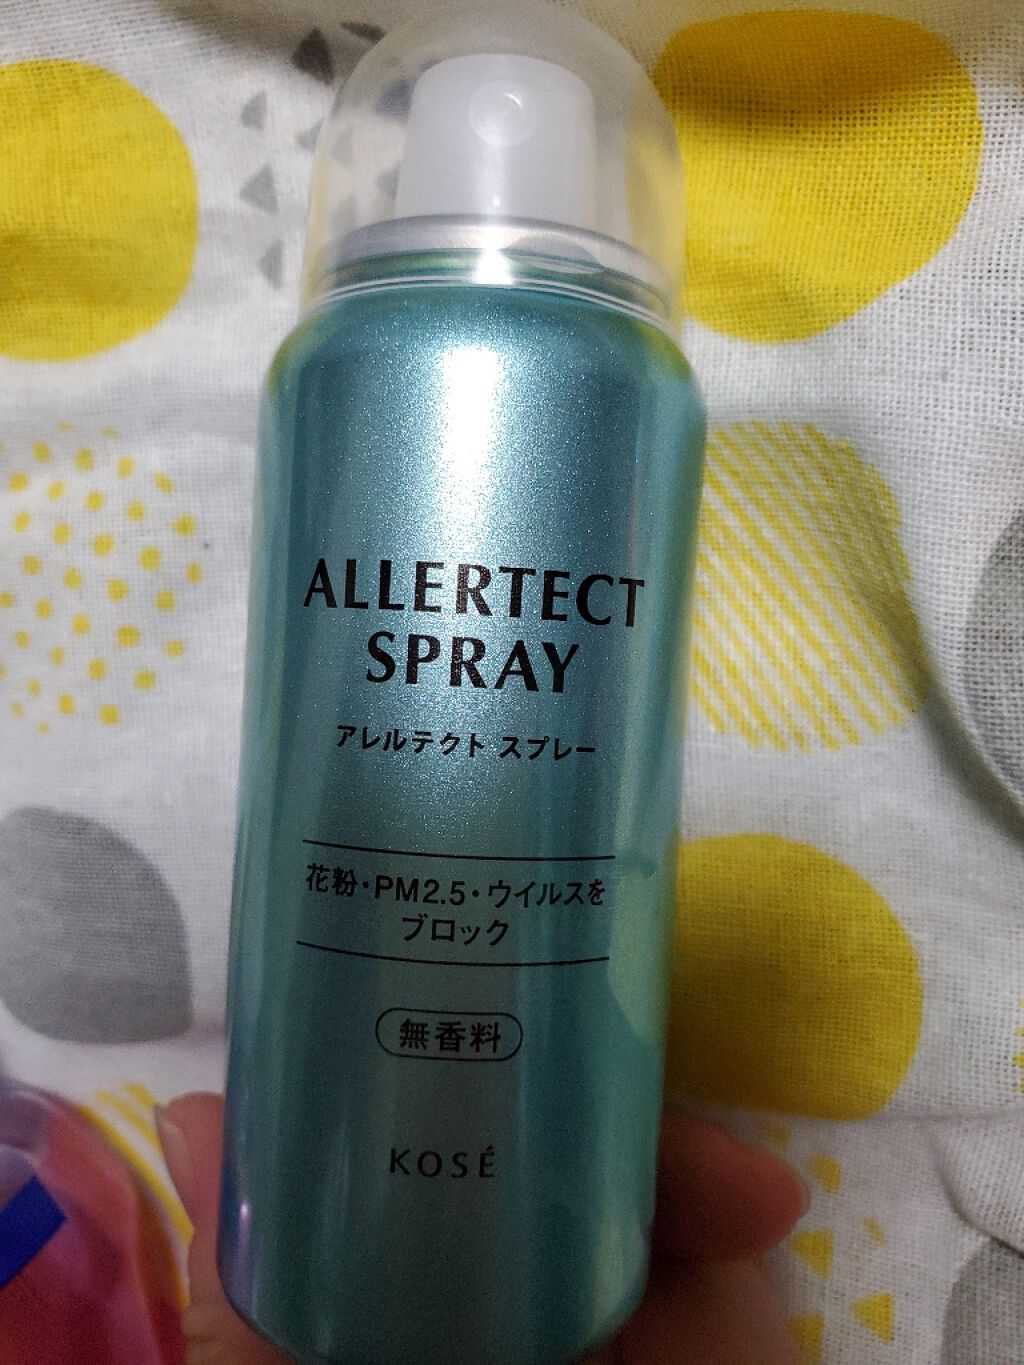 ALLERTECT
SPRAY
アレルテクト スプレー
花粉・PM2.5・ウイルスを
ブロック
無香料
KOSÉ